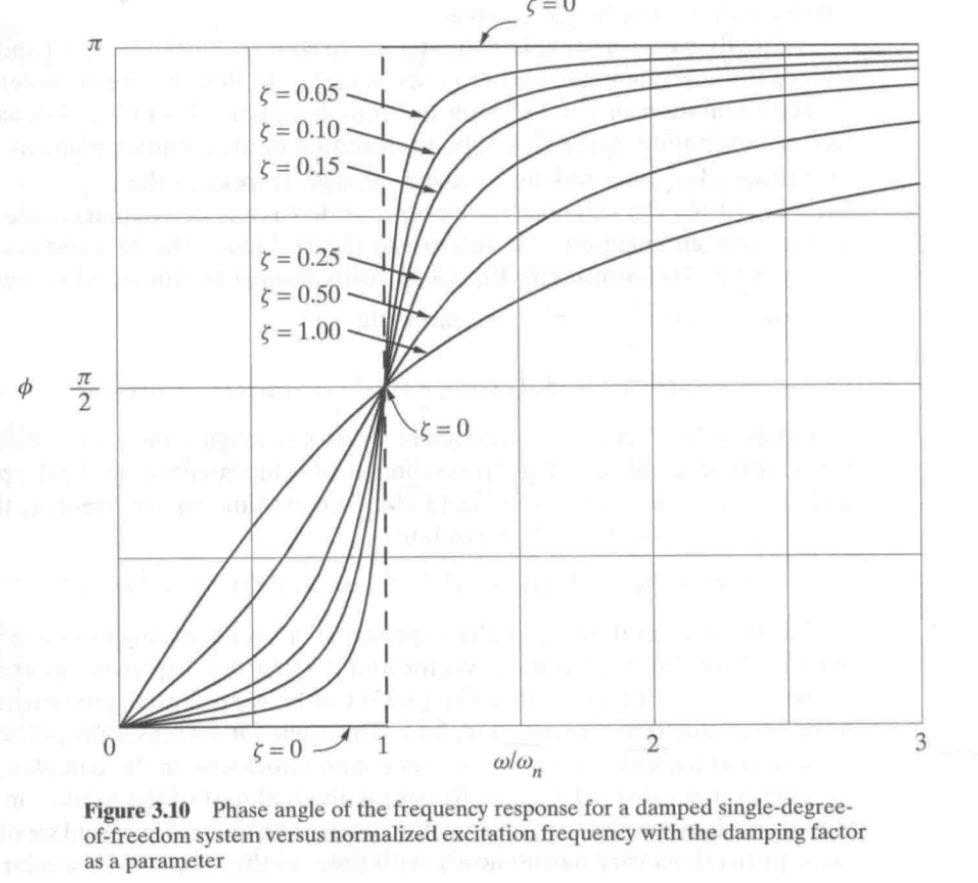 ζ = 0
π
ζ = 0.05
ζ = 0.10
ζ = 0.15
ζ = 0.25
ζ = 0.50
ζ = 1.00
φ π/2
ζ = 0
0 1 2 3
ζ = 0
ω/ωn
Figure 3.10 Phase angle of the frequency response for a damped single-degree-
of-freedom system versus normalized excitation frequency with the damping factor
as a parameter